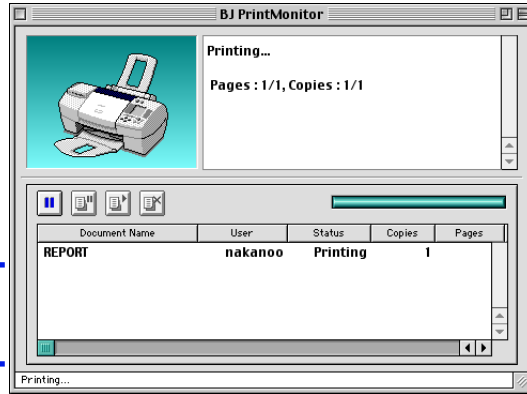 BJ PrintMonitor
Printing...
Pages : 1/1, Copies : 1/1
Document Name User Status Copies Pages
REPORT nakanoo Printing 1
Printing...